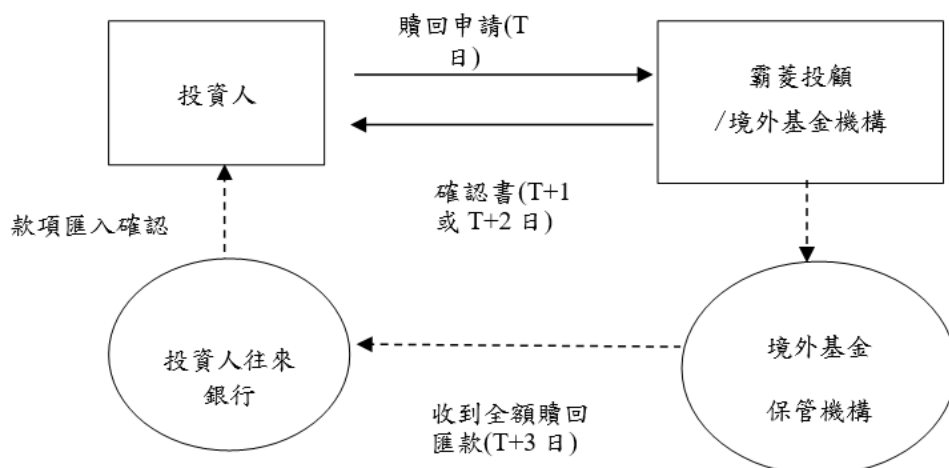 贖回申請(T
日)
投資人
霸菱投顧
/境外基金機構
確認書(T+1
或 T+2 日)
款項匯入確認
投資人往來
銀行
境外基金
保管機構
收到全額贖回
匯款(T+3 日)